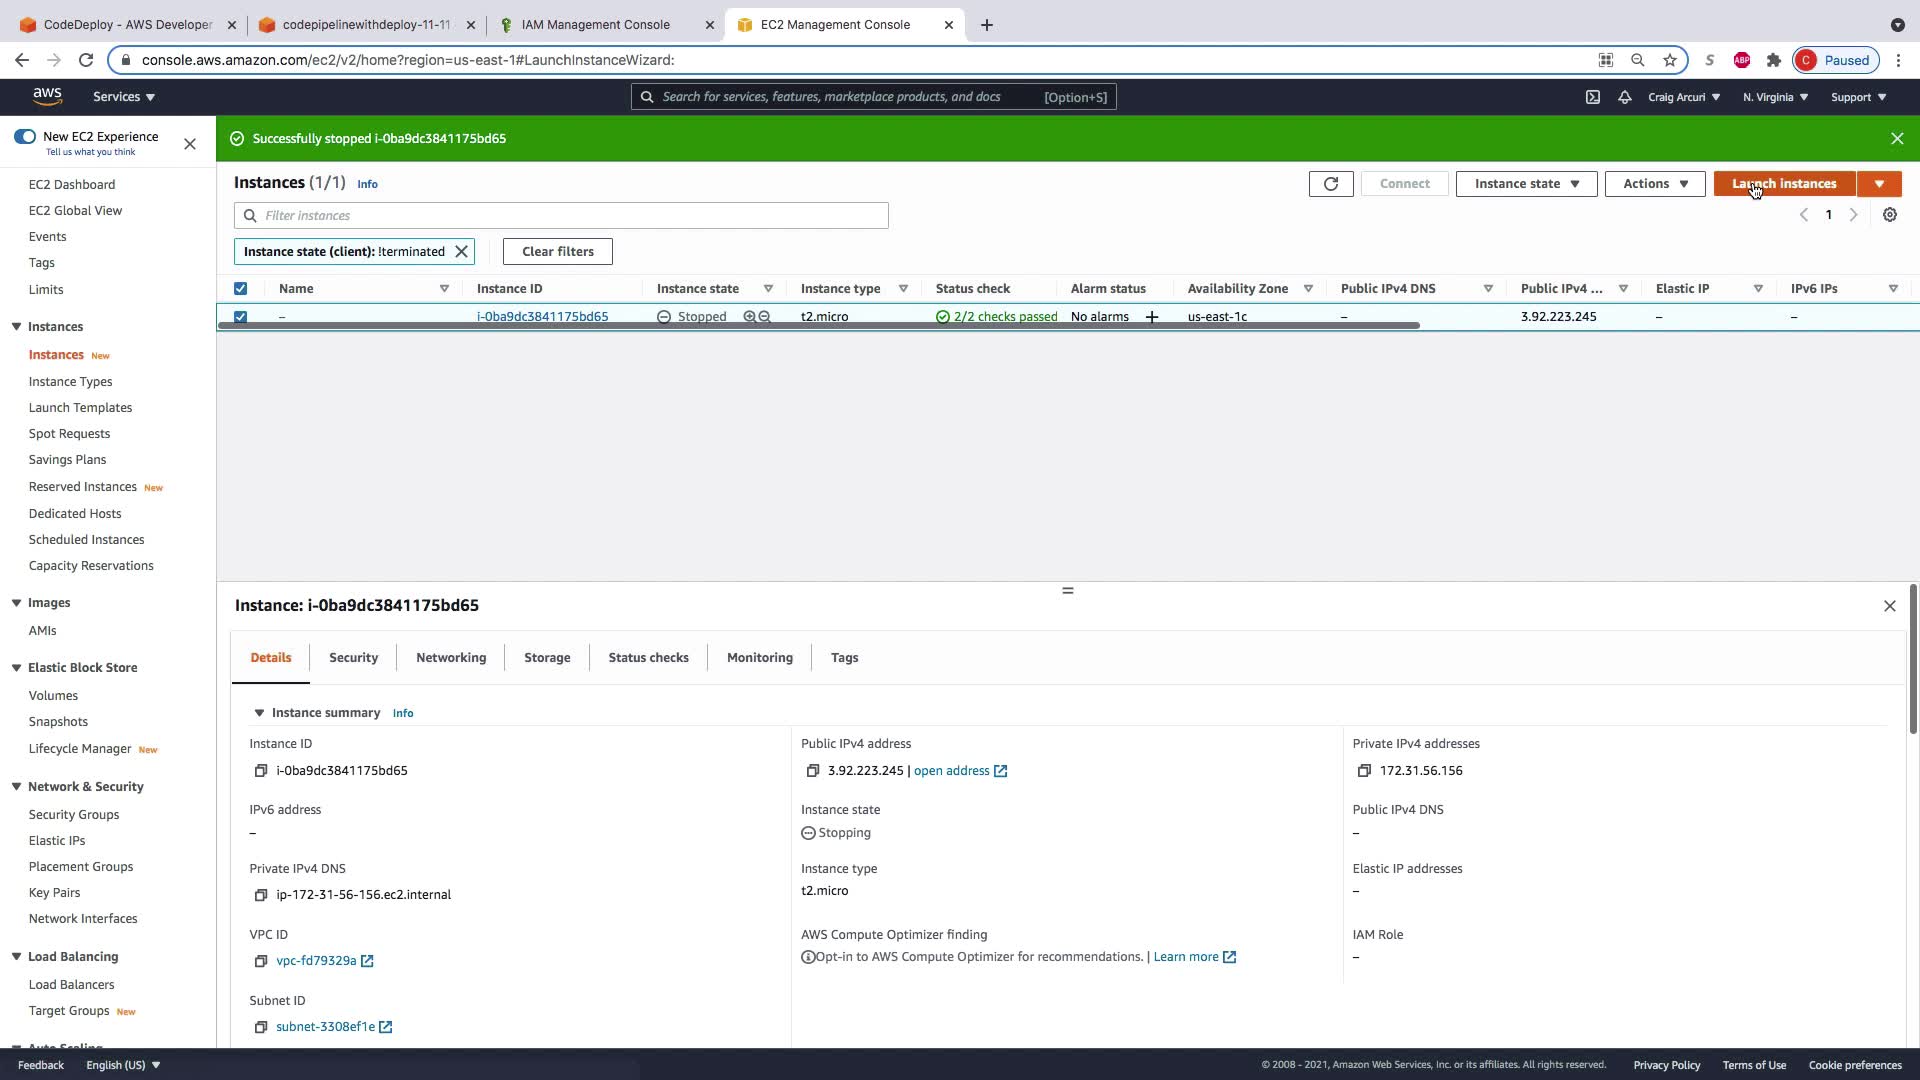 CodeDeploy - AWS Developer
codepipelinewithdeploy-11-11
IAM Management Console
EC2 Management Console
console.aws.amazon.com/ec2/v2/home?region=us-east-1#LaunchInstanceWizard:
S
ABP
C Paused
aws
Services
Search for services, features, marketplace products, and docs [Option+S]
Craig Arcuri
N. Virginia
Support
New EC2 Experience
Tell us what you think
Successfully stopped i-0ba9dc3841175bd65
EC2 Dashboard
EC2 Global View
Events
Tags
Limits
Instances
Instances New
Instance Types
Launch Templates
Spot Requests
Savings Plans
Reserved Instances New
Dedicated Hosts
Scheduled Instances
Capacity Reservations
Images
AMIs
Elastic Block Store
Volumes
Snapshots
Lifecycle Manager New
Network & Security
Security Groups
Elastic IPs
Placement Groups
Key Pairs
Network Interfaces
Load Balancing
Load Balancers
Target Groups New
Auto Scaling
Instances (1/1) Info
Connect
Instance state
Actions
Launch instances
Filter instances
1
Instance state (client): !terminated
Clear filters
Name Instance ID Instance state Instance type Status check Alarm status Availability Zone Public IPv4 DNS Public IPv4 ... Elastic IP IPv6 IPs
– i-0ba9dc3841175bd65 Stopped t2.micro 2/2 checks passed No alarms + us-east-1c – 3.92.223.245 – –
Instance: i-0ba9dc3841175bd65
Details Security Networking Storage Status checks Monitoring Tags
Instance summary Info
Instance ID
i-0ba9dc3841175bd65
IPv6 address
–
Private IPv4 DNS
ip-172-31-56-156.ec2.internal
VPC ID
vpc-fd79329a
Subnet ID
subnet-3308ef1e
Public IPv4 address
3.92.223.245 | open address
Instance state
Stopping
Instance type
t2.micro
AWS Compute Optimizer finding
Opt-in to AWS Compute Optimizer for recommendations. | Learn more
Private IPv4 addresses
172.31.56.156
Public IPv4 DNS
–
Elastic IP addresses
–
IAM Role
–
Feedback
English (US)
© 2008 - 2021, Amazon Web Services, Inc. or its affiliates. All rights reserved.
Privacy Policy
Terms of Use
Cookie preferences